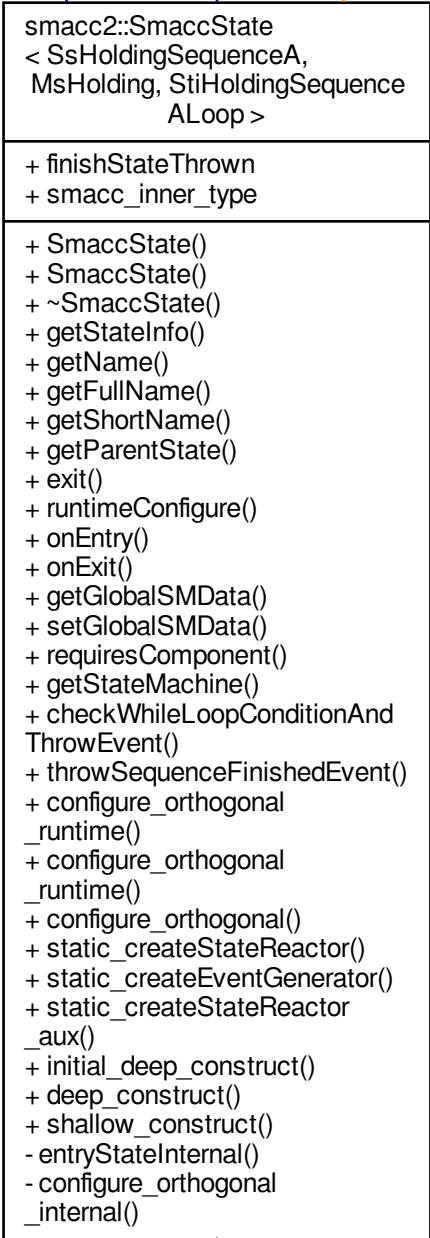 smacc2::SmaccState
< SsHoldingSequenceA,
MsHolding, StiHoldingSequence
ALoop >
+ finishStateThrown
+ smacc_inner_type
+ SmaccState()
+ SmaccState()
+ ~SmaccState()
+ getStateInfo()
+ getName()
+ getFullName()
+ getShortName()
+ getParentState()
+ exit()
+ runtimeConfigure()
+ onEntry()
+ onExit()
+ getGlobalSMData()
+ setGlobalSMData()
+ requiresComponent()
+ getStateMachine()
+ checkWhileLoopConditionAnd
ThrowEvent()
+ throwSequenceFinishedEvent()
+ configure_orthogonal
_runtime()
+ configure_orthogonal
_runtime()
+ configure_orthogonal()
+ static_createStateReactor()
+ static_createEventGenerator()
+ static_createStateReactor
_aux()
+ initial_deep_construct()
+ deep_construct()
+ shallow_construct()
- entryStateInternal()
- configure_orthogonal
_internal()